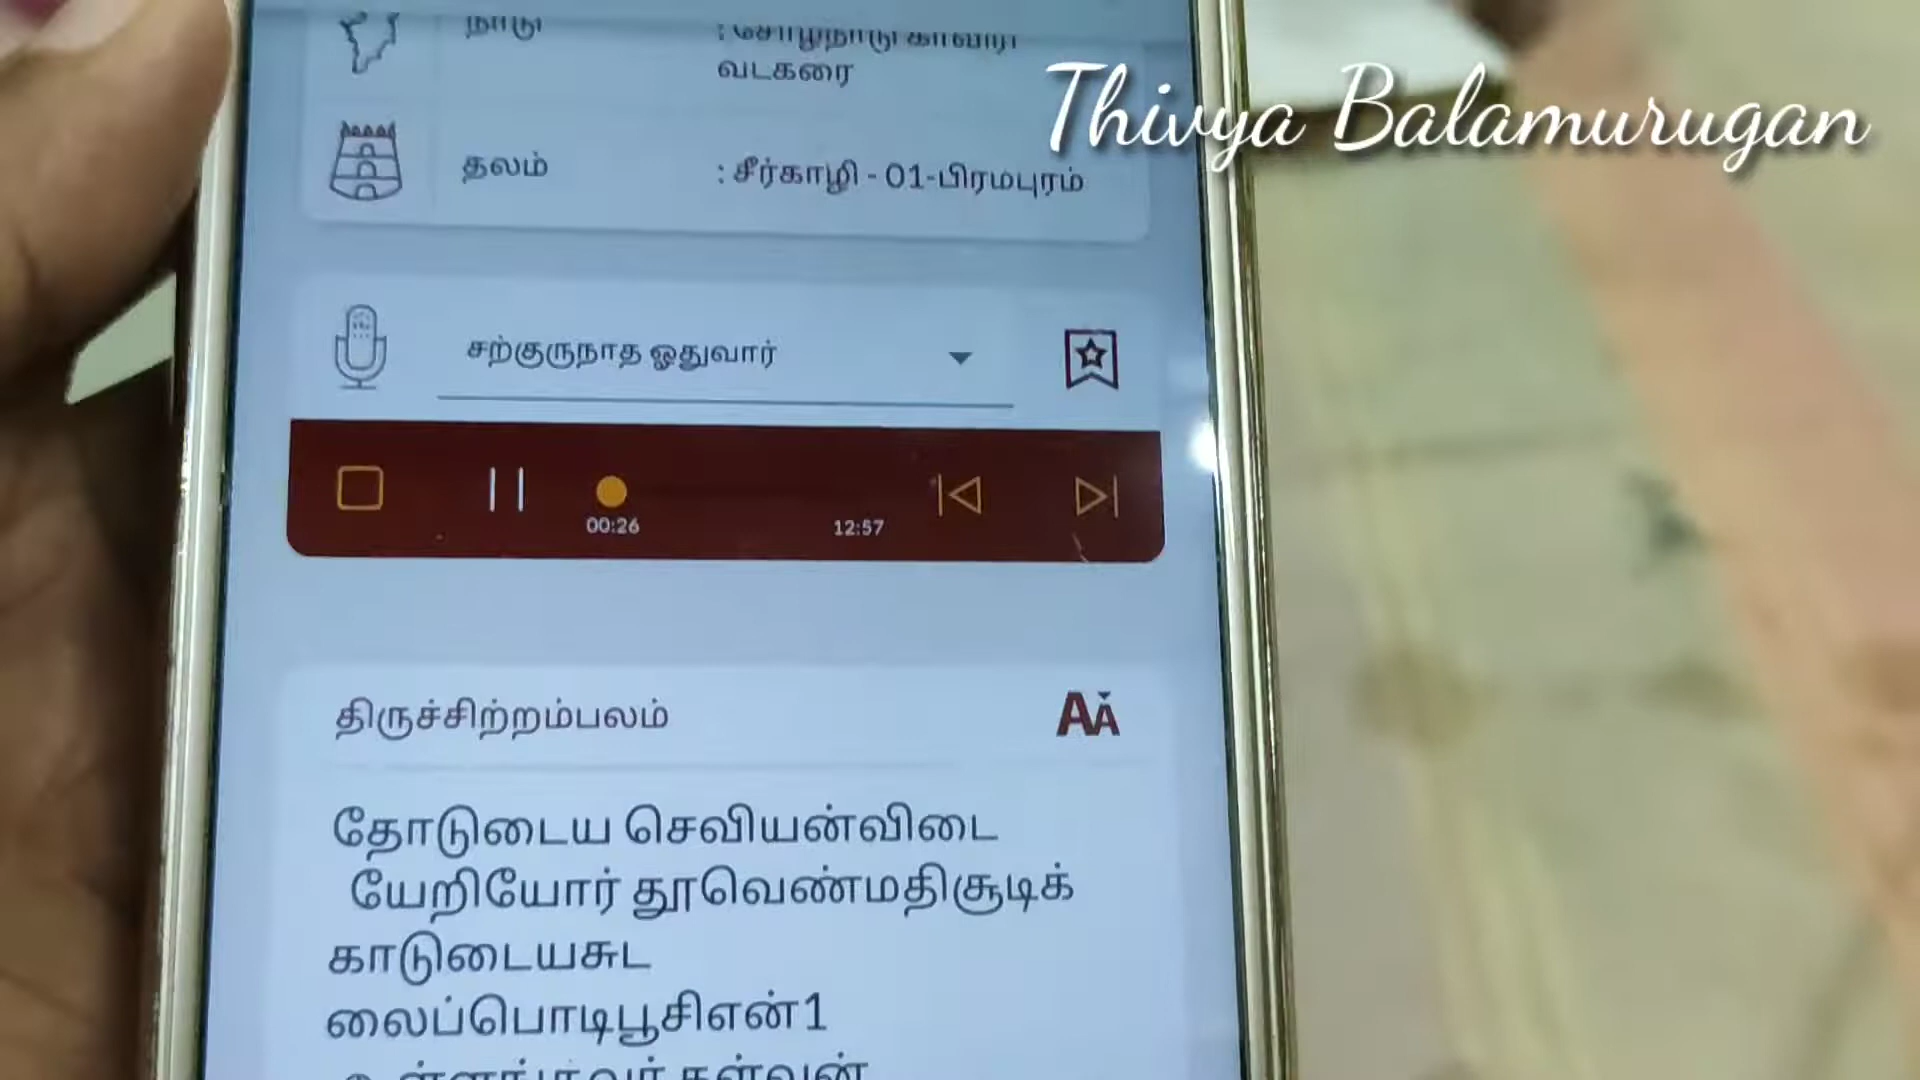 நாடு : சோழநாடு காவிரி
வடகரை
Thivya Balamurugan
தலம் : சீர்காழி - 01-பிரமபுரம்
சற்குருநாத ஓதுவார்
00:26 12:57
திருச்சிற்றம்பலம் AA
தோடுடைய செவியன்விடை
யேறியோர் தூவெண்மதிசூடிக்
காடுடையசுட
லைப்பொடிபூசிஎன்1